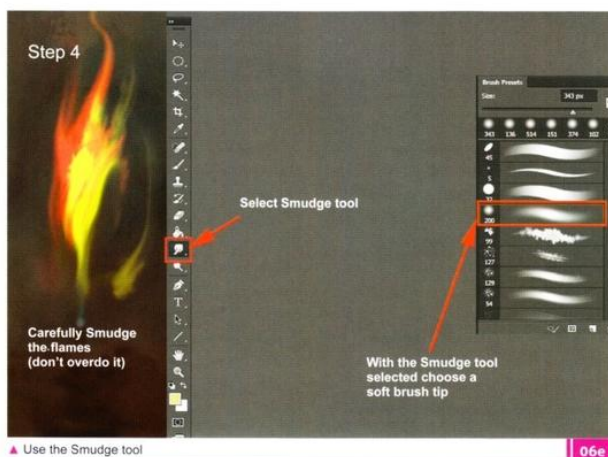 Step 4
Carefully Smudge
the flames
(don't overdo it)
Select Smudge tool
Brush Presets
Size:
343 px
343 136 514 151 374 102
45
5
200
99
127
129
54
With the Smudge tool
selected choose a
soft brush tip
▲ Use the Smudge tool
06e